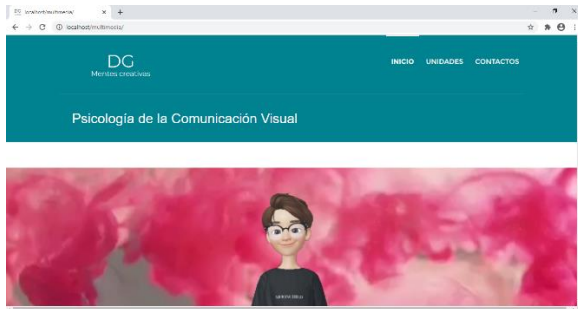 localhost/multimedia/
localhost/multimedia/
DG
Mentes creativas
INICIO UNIDADES CONTACTOS
Psicología de la Comunicación Visual